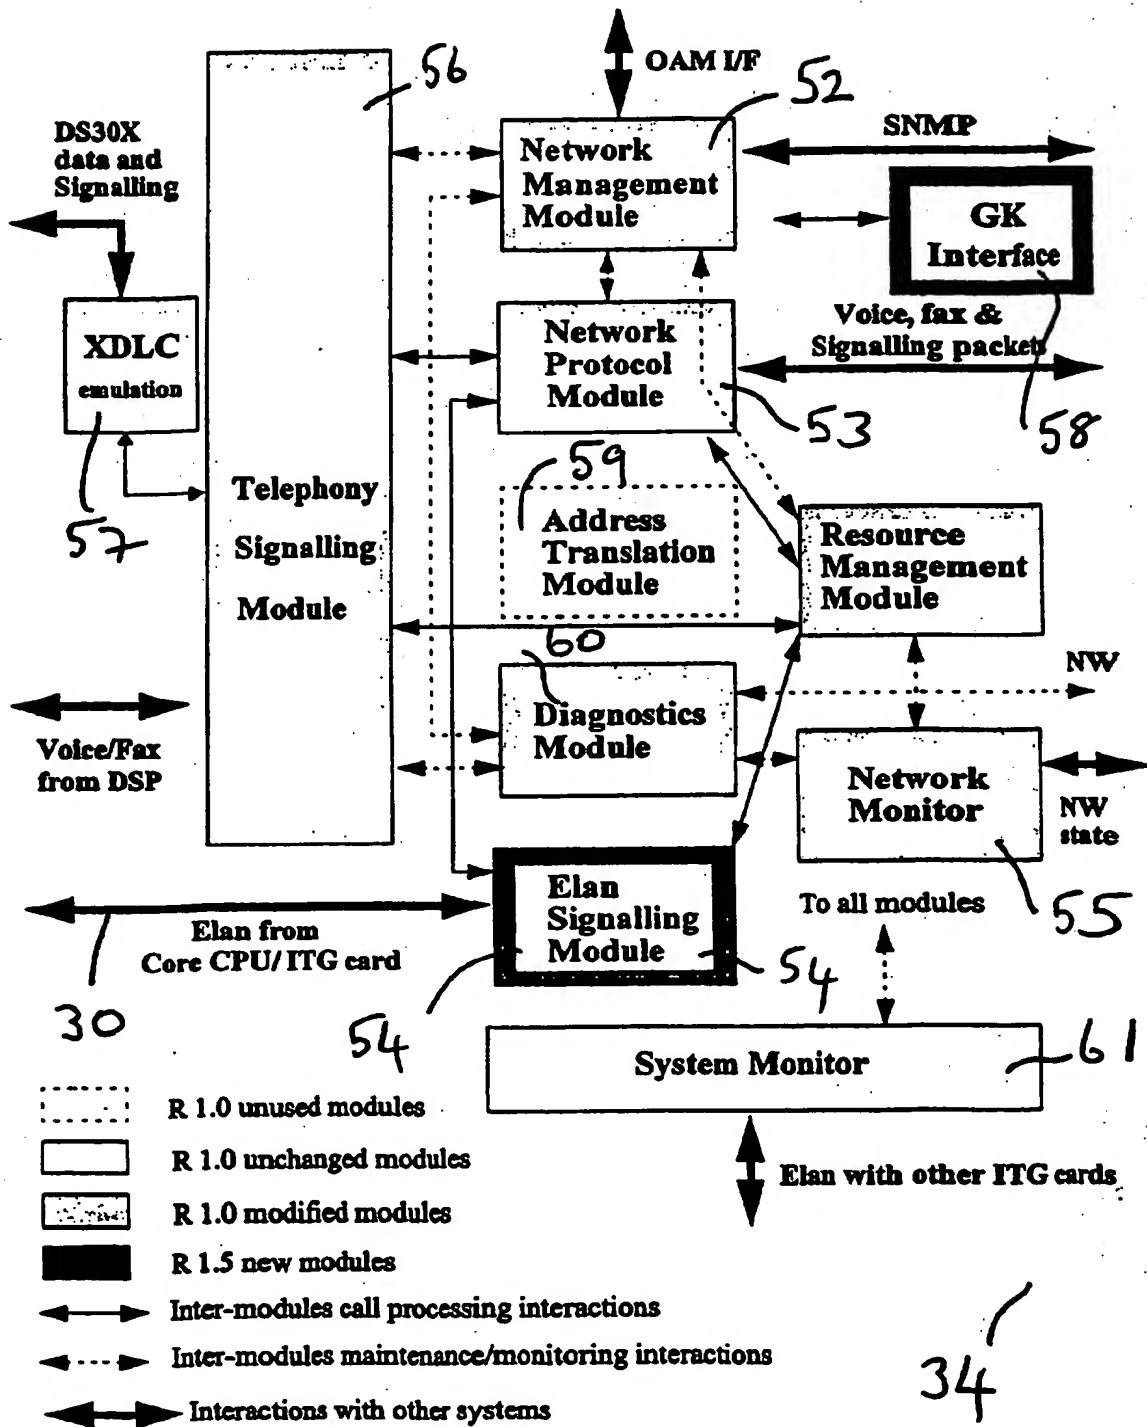 OAM I/F
56
52
DS30X
data and
Signalling
Network
Management
Module
SNMP
GK
Interface
XDLC
emulation
Network
Protocol
Module
Voice, fax &
Signalling packets
53
58
59
57
Telephony
Signalling
Module
Address
Translation
Module
Resource
Management
Module
60
NW
Voice/Fax
from DSP
Diagnostics
Module
Network
Monitor
NW
state
Elan
Signalling
Module
To all modules
55
Elan from
Core CPU/ ITG card
54
30
54
System Monitor
61
R 1.0 unused modules
R 1.0 unchanged modules
Elan with other ITG cards
R 1.0 modified modules
R 1.5 new modules
Inter-modules call processing interactions
Inter-modules maintenance/monitoring interactions
34
Interactions with other systems